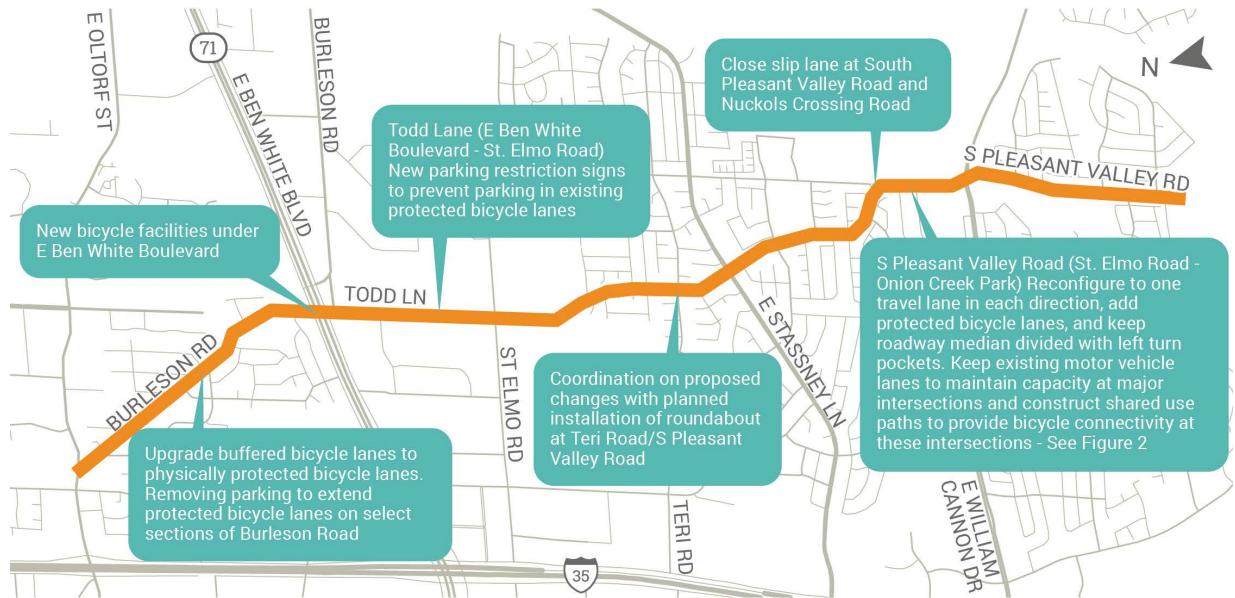 E OLTORF ST
71
E BEN WHITE BLVD
BURLESON RD
Close slip lane at South
Pleasant Valley Road and
Nuckols Crossing Road
N
Todd Lane (E Ben White
Boulevard - St. Elmo Road)
New parking restriction signs
to prevent parking in existing
protected bicycle lanes
S PLEASANT VALLEY RD
New bicycle facilities under
E Ben White Boulevard
TODD LN
S Pleasant Valley Road (St. Elmo Road -
Onion Creek Park) Reconfigure to one
travel lane in each direction, add
protected bicycle lanes, and keep
roadway median divided with left turn
pockets. Keep existing motor vehicle
lanes to maintain capacity at major
intersections and construct shared use
paths to provide bicycle connectivity at
these intersections - See Figure 2
BURLESON RD
ST ELMO RD
E STASSNEY LN
Coordination on proposed
changes with planned
installation of roundabout
at Teri Road/S Pleasant
Valley Road
Upgrade buffered bicycle lanes to
physically protected bicycle lanes.
Removing parking to extend
protected bicycle lanes on select
sections of Burleson Road
TERI RD
E WILLIAM
CANNON DR
35